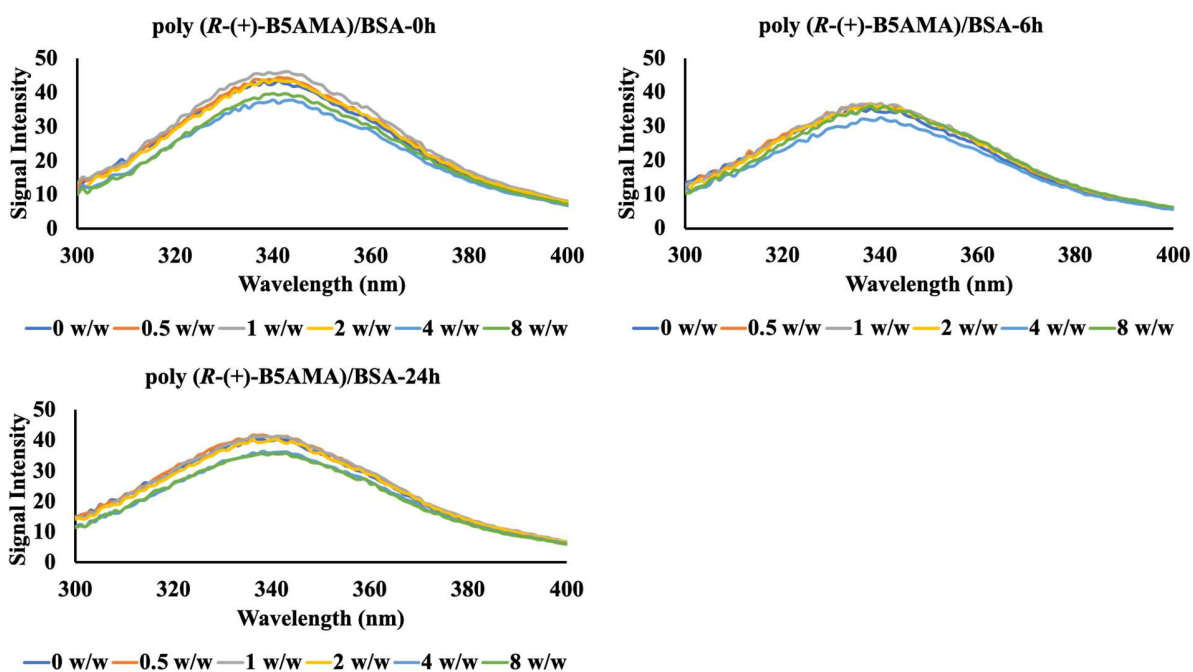 poly (R-(+)-B5AMA)/BSA-0h
50
40
30
20
10
0
Signal Intensity
300 320 340 360 380 400
Wavelength (nm)
0 w/w 0.5 w/w 1 w/w 2 w/w 4 w/w 8 w/w
poly (R-(+)-B5AMA)/BSA-6h
50
40
30
20
10
0
Signal Intensity
300 320 340 360 380 400
Wavelength (nm)
0 w/w 0.5 w/w 1 w/w 2 w/w 4 w/w 8 w/w
poly (R-(+)-B5AMA)/BSA-24h
50
40
30
20
10
0
Signal Intensity
300 320 340 360 380 400
Wavelength (nm)
0 w/w 0.5 w/w 1 w/w 2 w/w 4 w/w 8 w/w